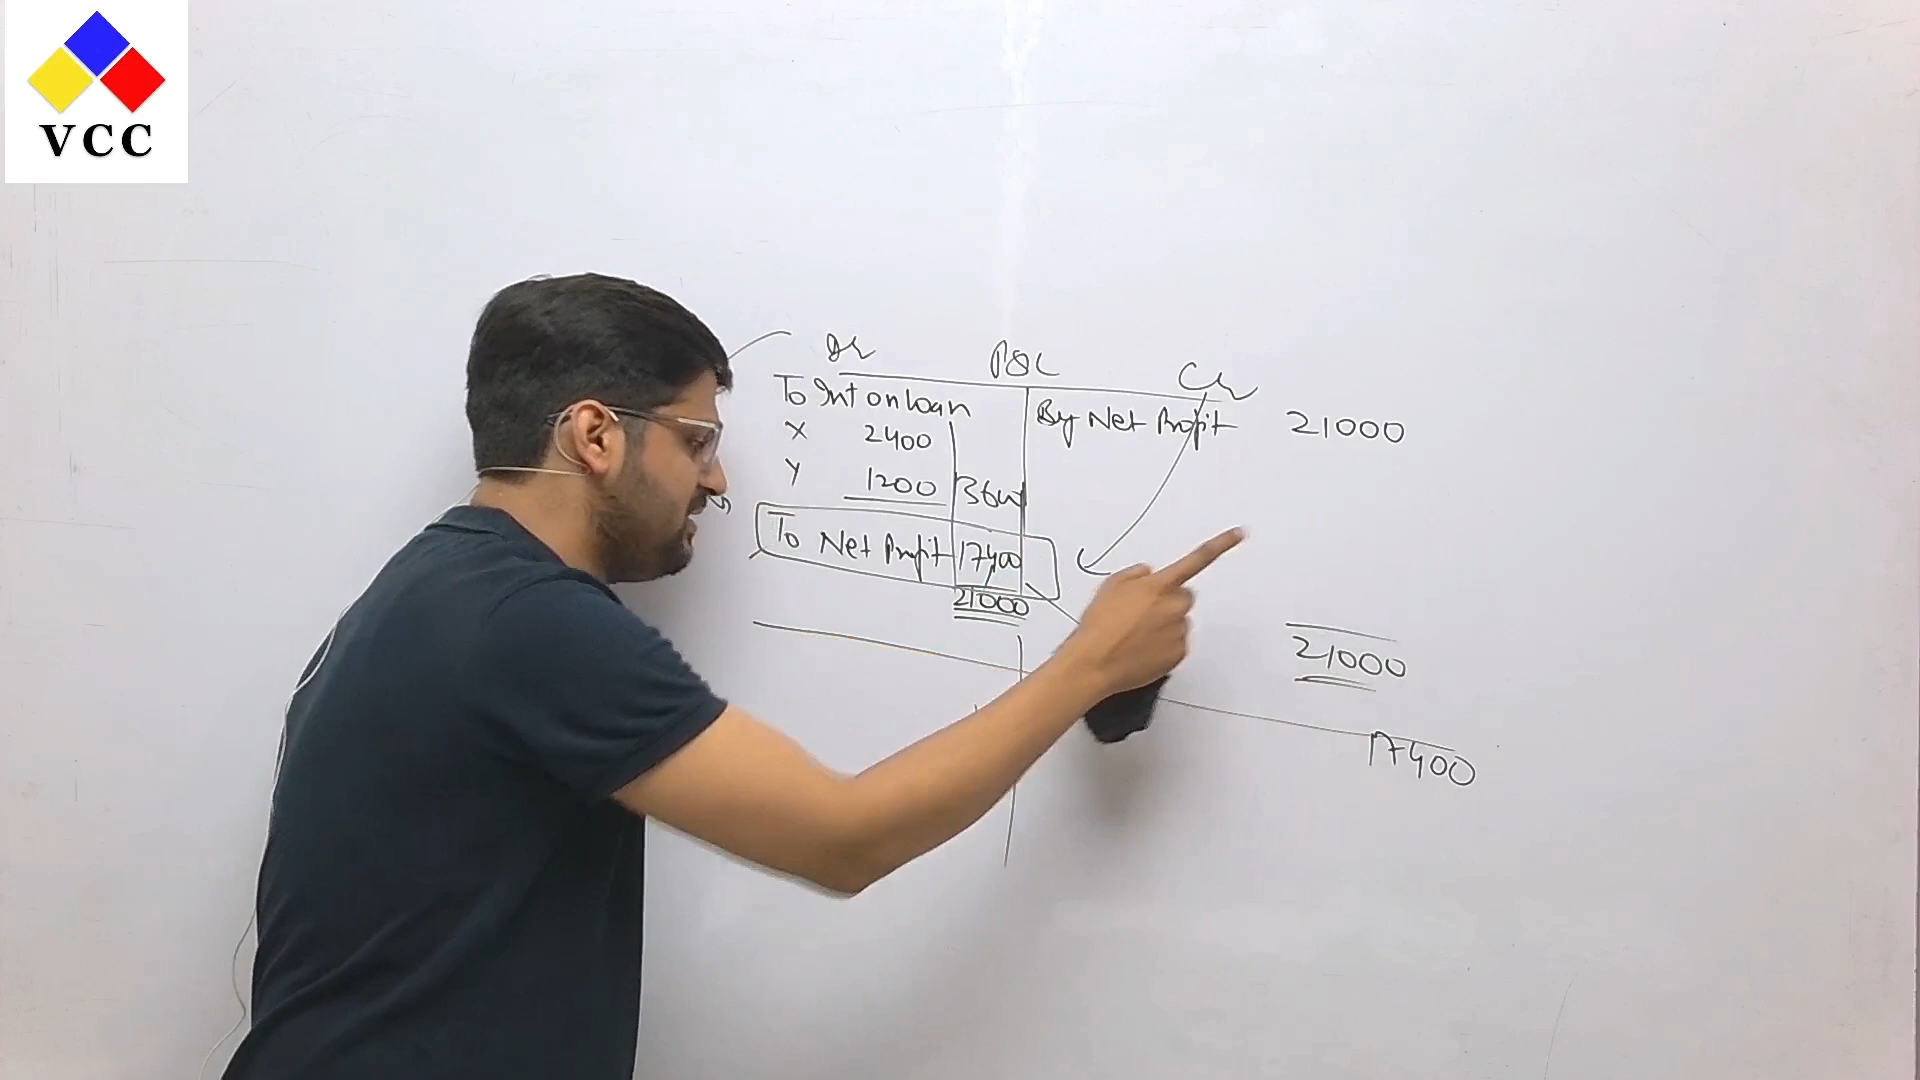 VCC
Dr P&L Cr
To Int on loan
By Net Profit 21000
X 2400
Y 1200 3600
To Net Profit 17400
21000
21000
17400